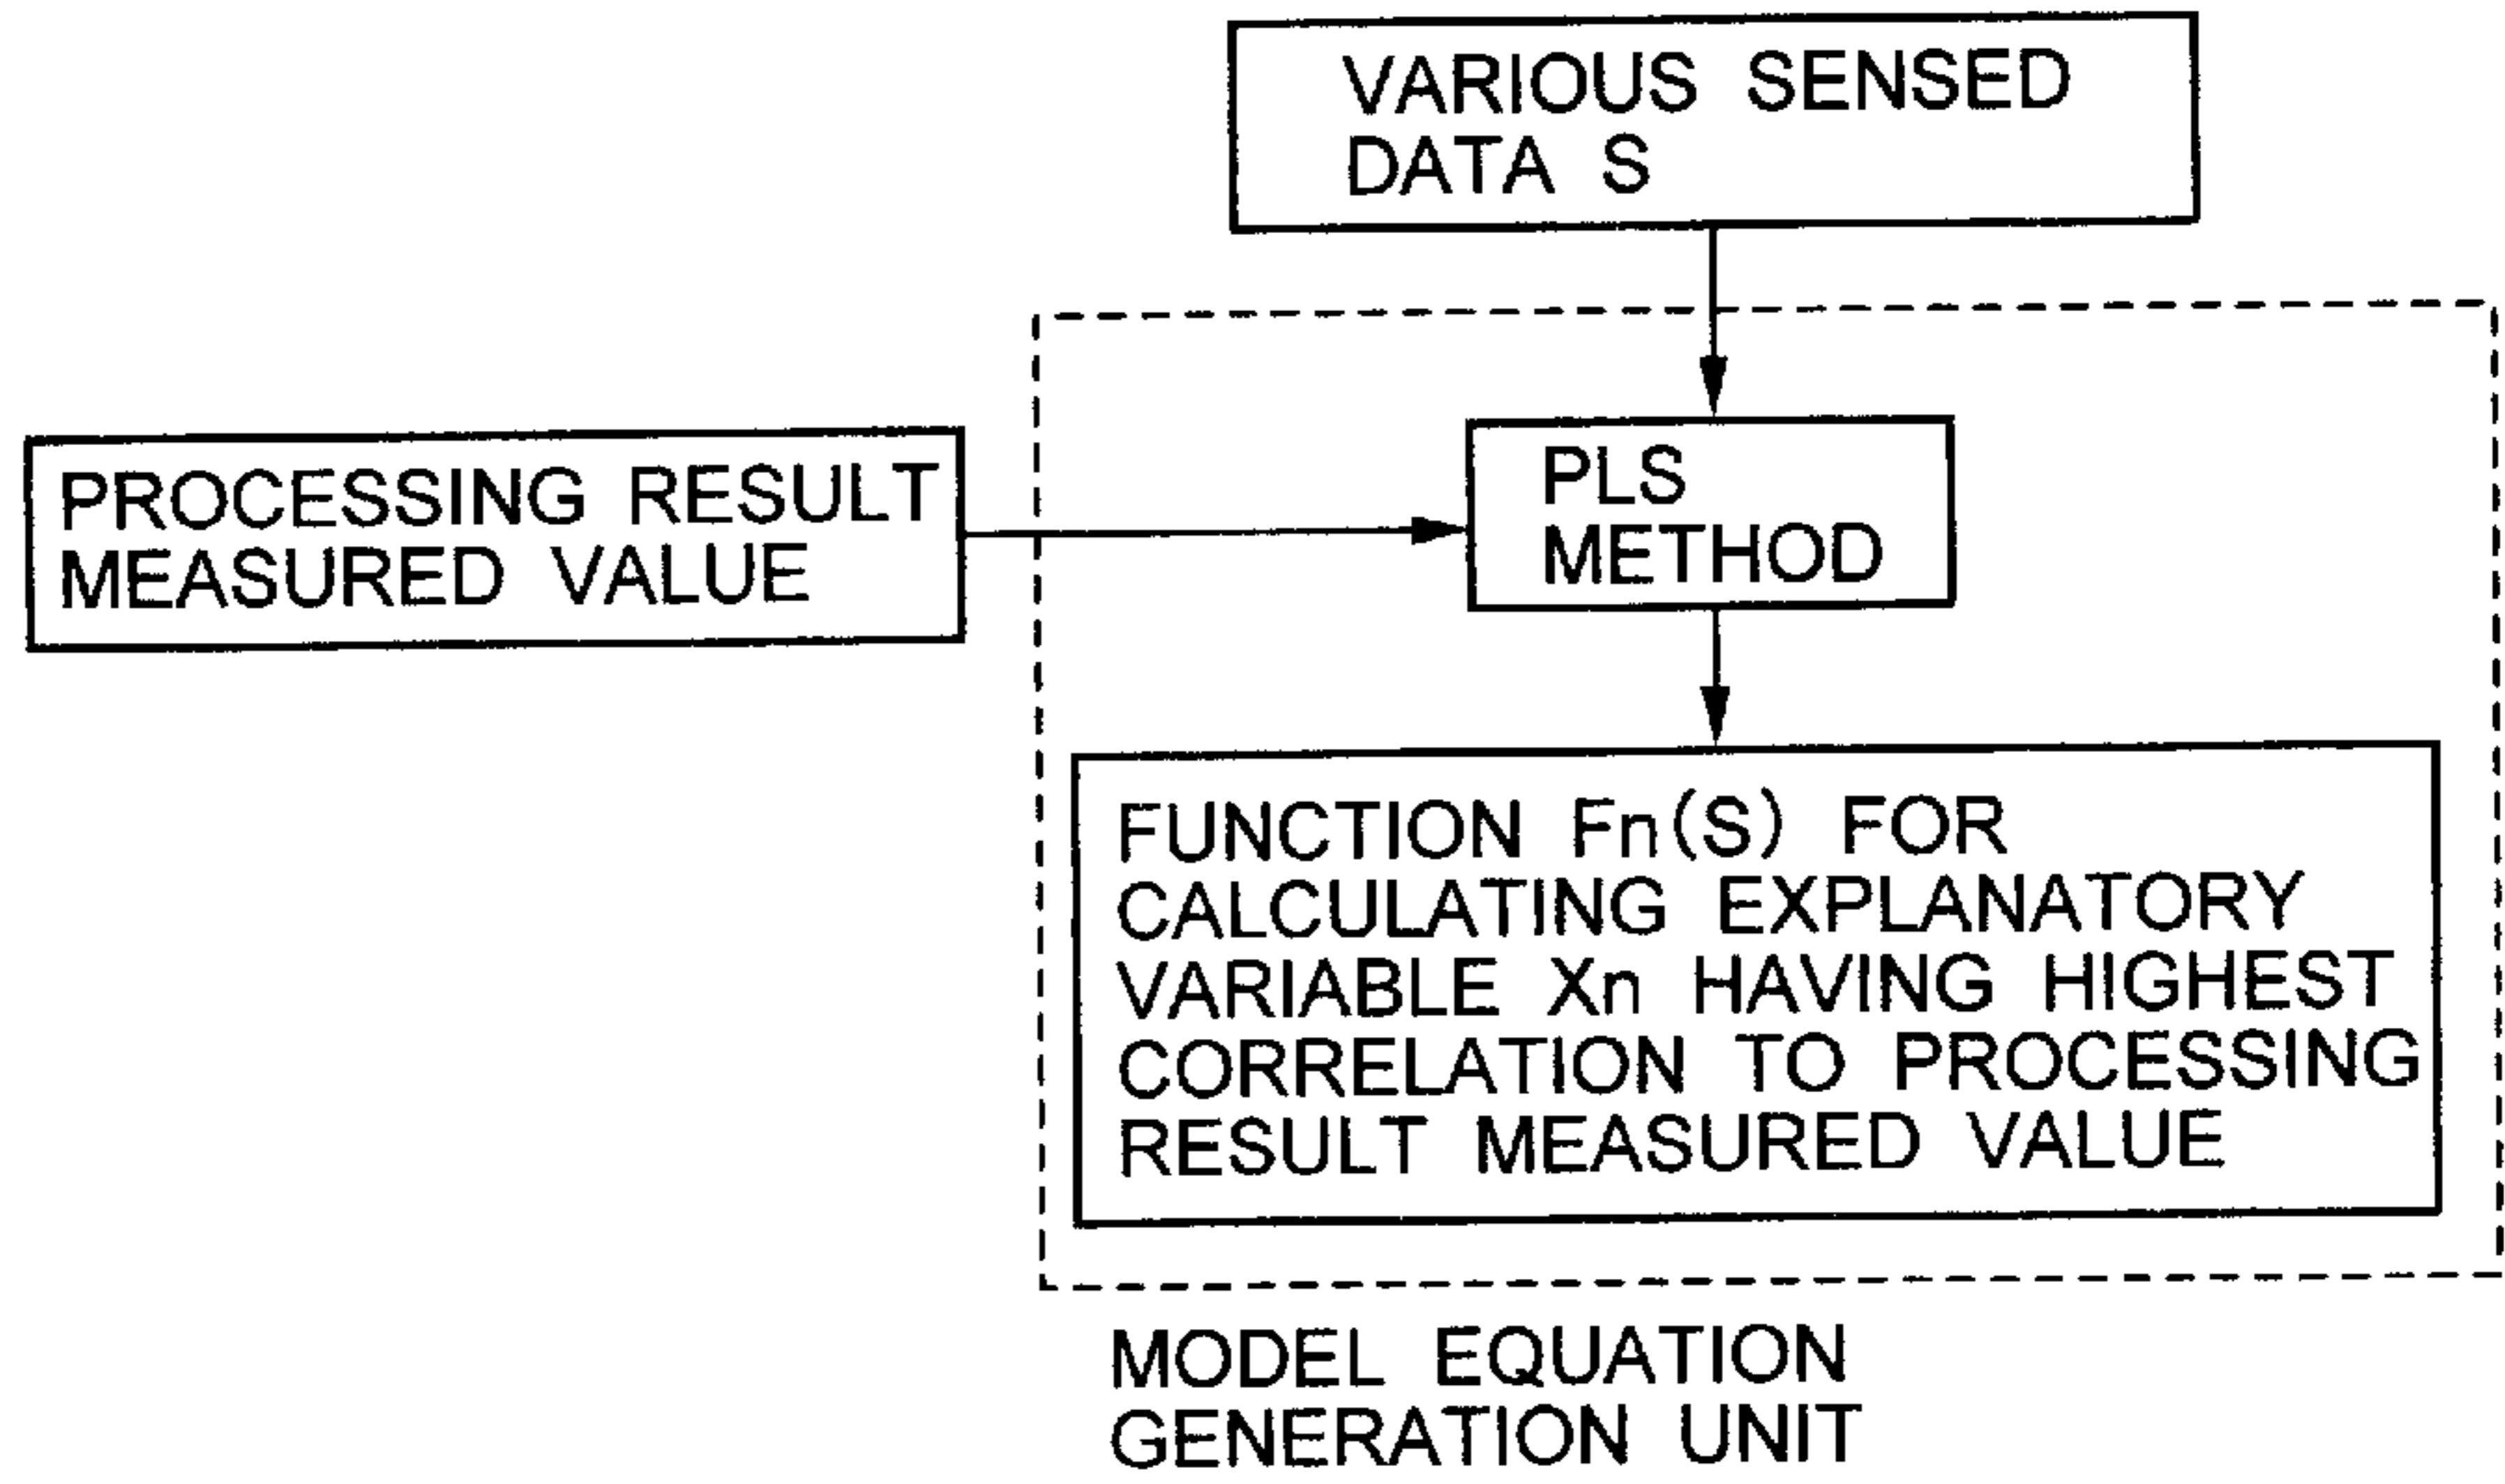 VARIOUS SENSED
DATA S
PROCESSING RESULT
MEASURED VALUE
PLS
METHOD
FUNCTION Fn(S) FOR
CALCULATING EXPLANATORY
VARIABLE Xn HAVING HIGHEST
CORRELATION TO PROCESSING
RESULT MEASURED VALUE
MODEL EQUATION
GENERATION UNIT